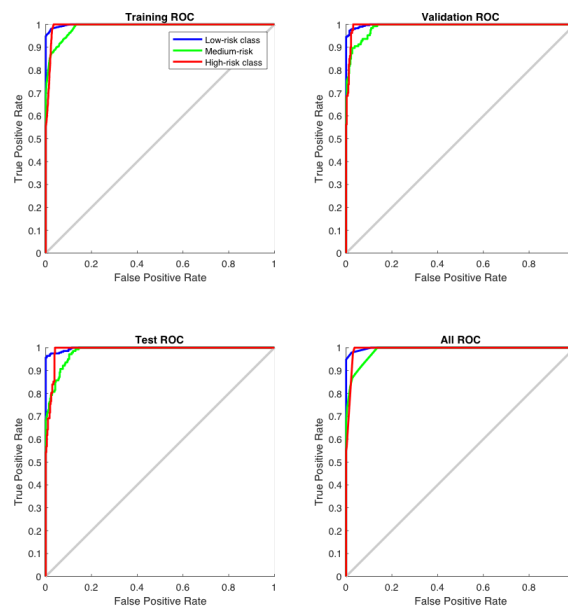 Training ROC
1
0.9
0.8
0.7
0.6
0.5
0.4
0.3
0.2
0.1
0
True Positive Rate
Low-risk class
Medium-risk
High-risk class
0 0.2 0.4 0.6 0.8 1
False Positive Rate
Validation ROC
1
0.9
0.8
0.7
0.6
0.5
0.4
0.3
0.2
0.1
0
True Positive Rate
0 0.2 0.4 0.6 0.8
False Positive Rate
Test ROC
1
0.9
0.8
0.7
0.6
0.5
0.4
0.3
0.2
0.1
0
True Positive Rate
0 0.2 0.4 0.6 0.8 1
False Positive Rate
All ROC
1
0.9
0.8
0.7
0.6
0.5
0.4
0.3
0.2
0.1
0
True Positive Rate
0 0.2 0.4 0.6 0.8
False Positive Rate